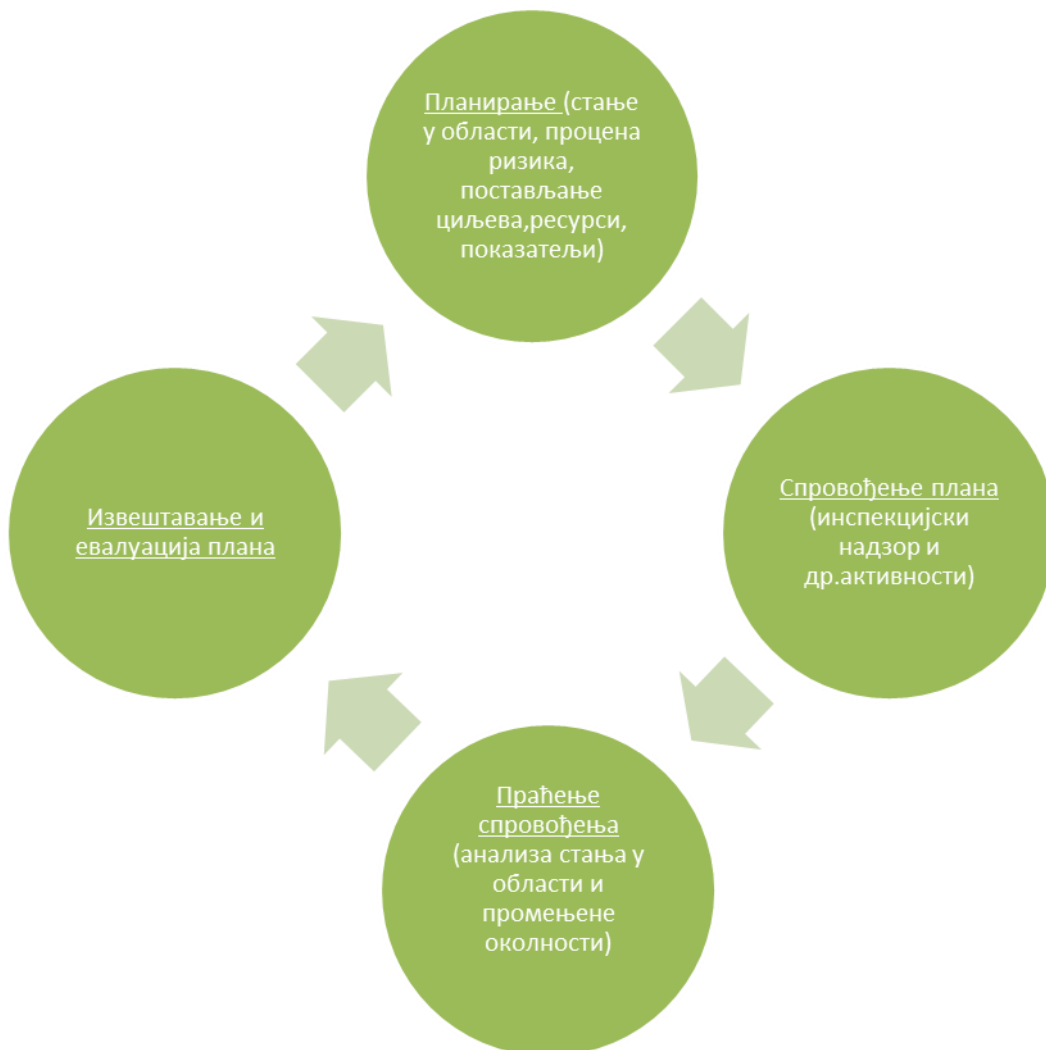 Планирање (стање
у области, процена
ризика,
постављање
циљева,ресурси,
показатељи)
Спровођење плана
(инспекцијски
надзор и
др.активности)
Праћење
спровођења
(анализа стања у
области и
промењене
околности)
Извештавање и
евалуација плана